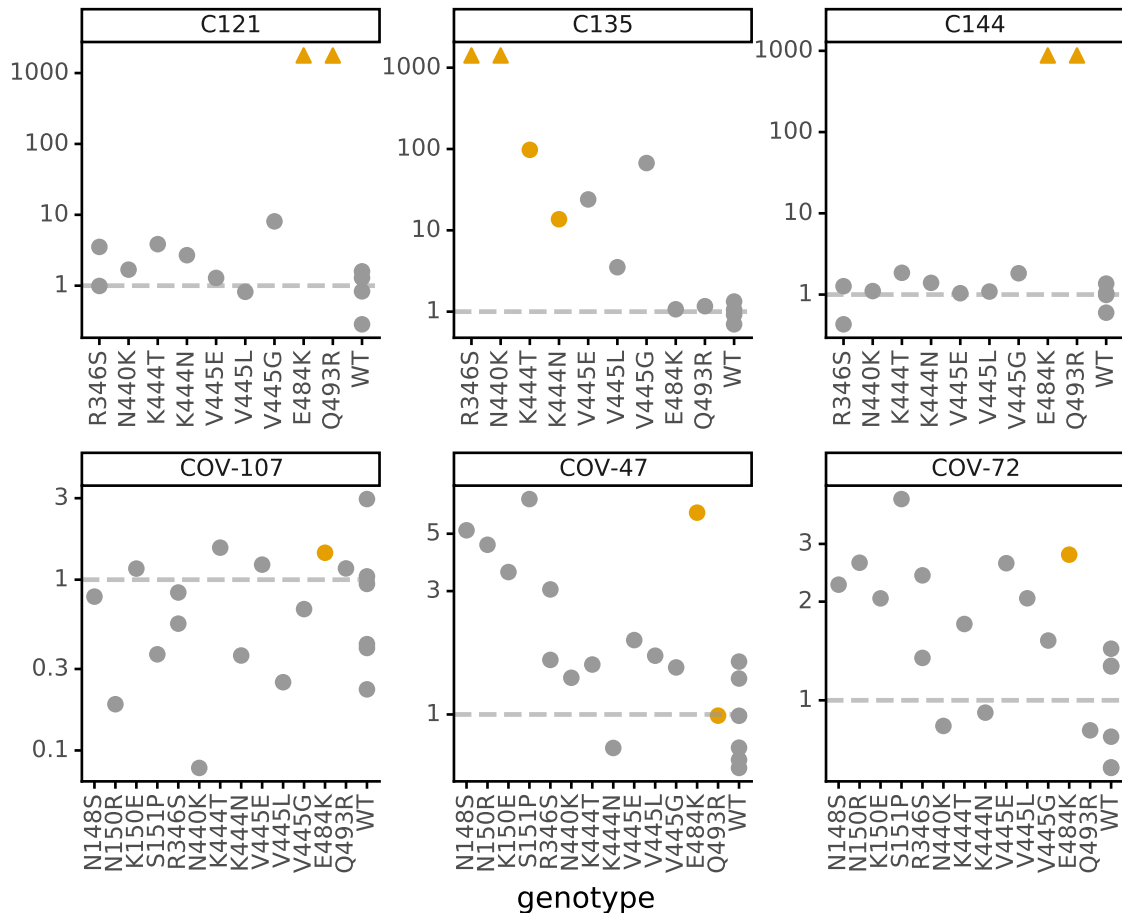 C121 C135 C144
1000 1000 1000
100 100 100
10 10 10
1 1 1
R346S N440K K444T K444N V445E V445L V445G E484K Q493R WT R346S N440K K444T K444N V445E V445L V445G E484K Q493R WT R346S N440K K444T K444N V445E V445L V445G E484K Q493R WT
COV-107 COV-47 COV-72
3 5 3
1 3 2
0.3 1 1
0.1
N148S N150R K150E S151P R346S N440K K444T K444N V445E V445L V445G E484K Q493R WT N148S N150R K150E S151P R346S N440K K444T K444N V445E V445L V445G E484K Q493R WT N148S N150R K150E S151P R346S N440K K444T K444N V445E V445L V445G E484K Q493R WT
genotype